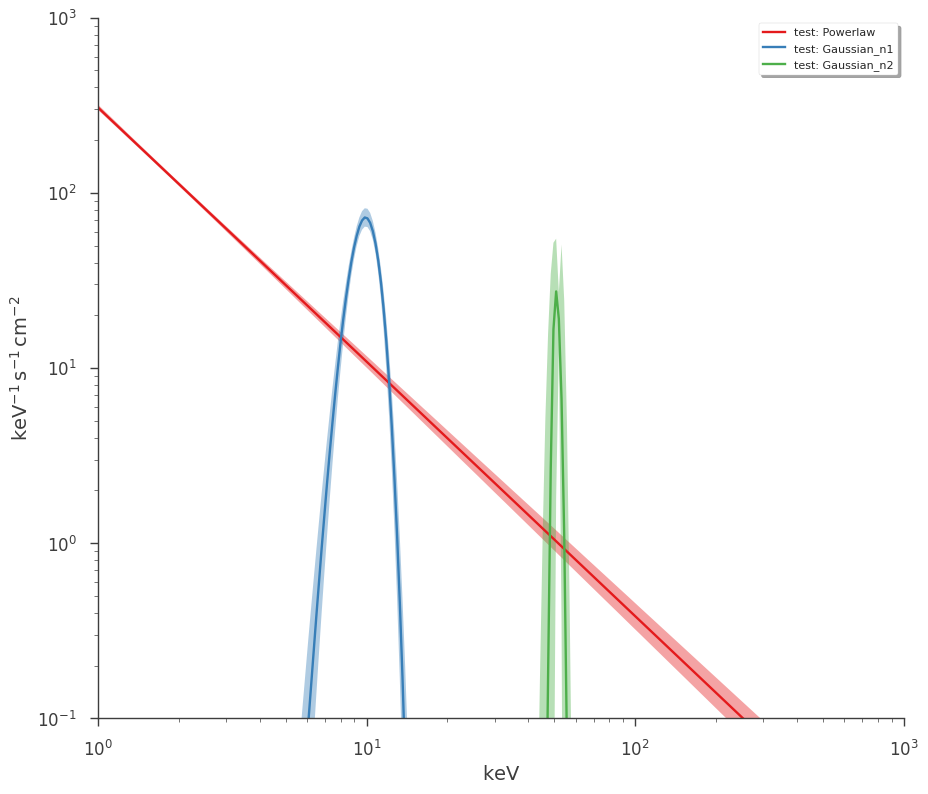 10³
test: Powerlaw
test: Gaussian_n1
test: Gaussian_n2
10²
10¹
10⁰
10⁻¹
keV⁻¹ s⁻¹ cm⁻²
10⁰ 10¹ 10² 10³
keV